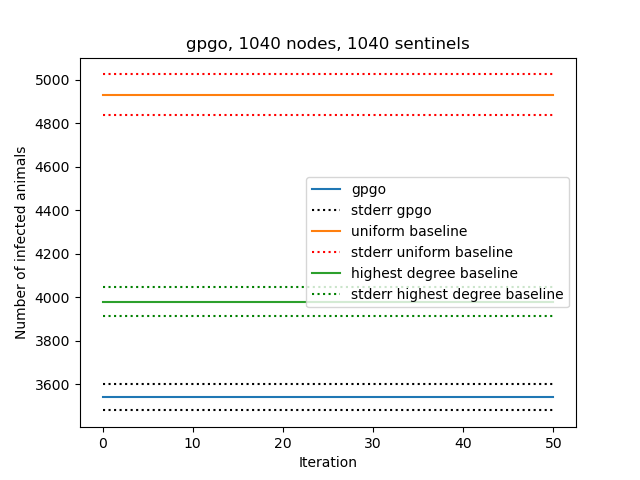 gpgo, 1040 nodes, 1040 sentinels
Number of infected animals
5000
4800
4600
4400
4200
4000
3800
3600
gpgo
stderr gpgo
uniform baseline
stderr uniform baseline
highest degree baseline
stderr highest degree baseline
0 10 20 30 40 50
Iteration